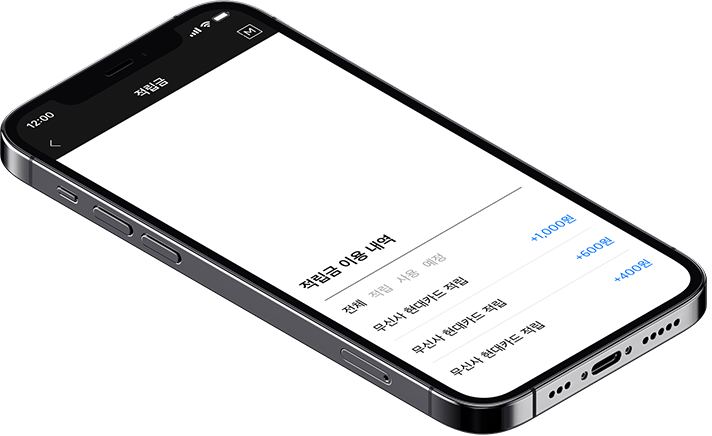 12:00
적립금
M
적립금 이용 내역
전체 적립 사용 예정
무신사 현대카드 적립 +1,000원
무신사 현대카드 적립 +600원
무신사 현대카드 적립 +400원